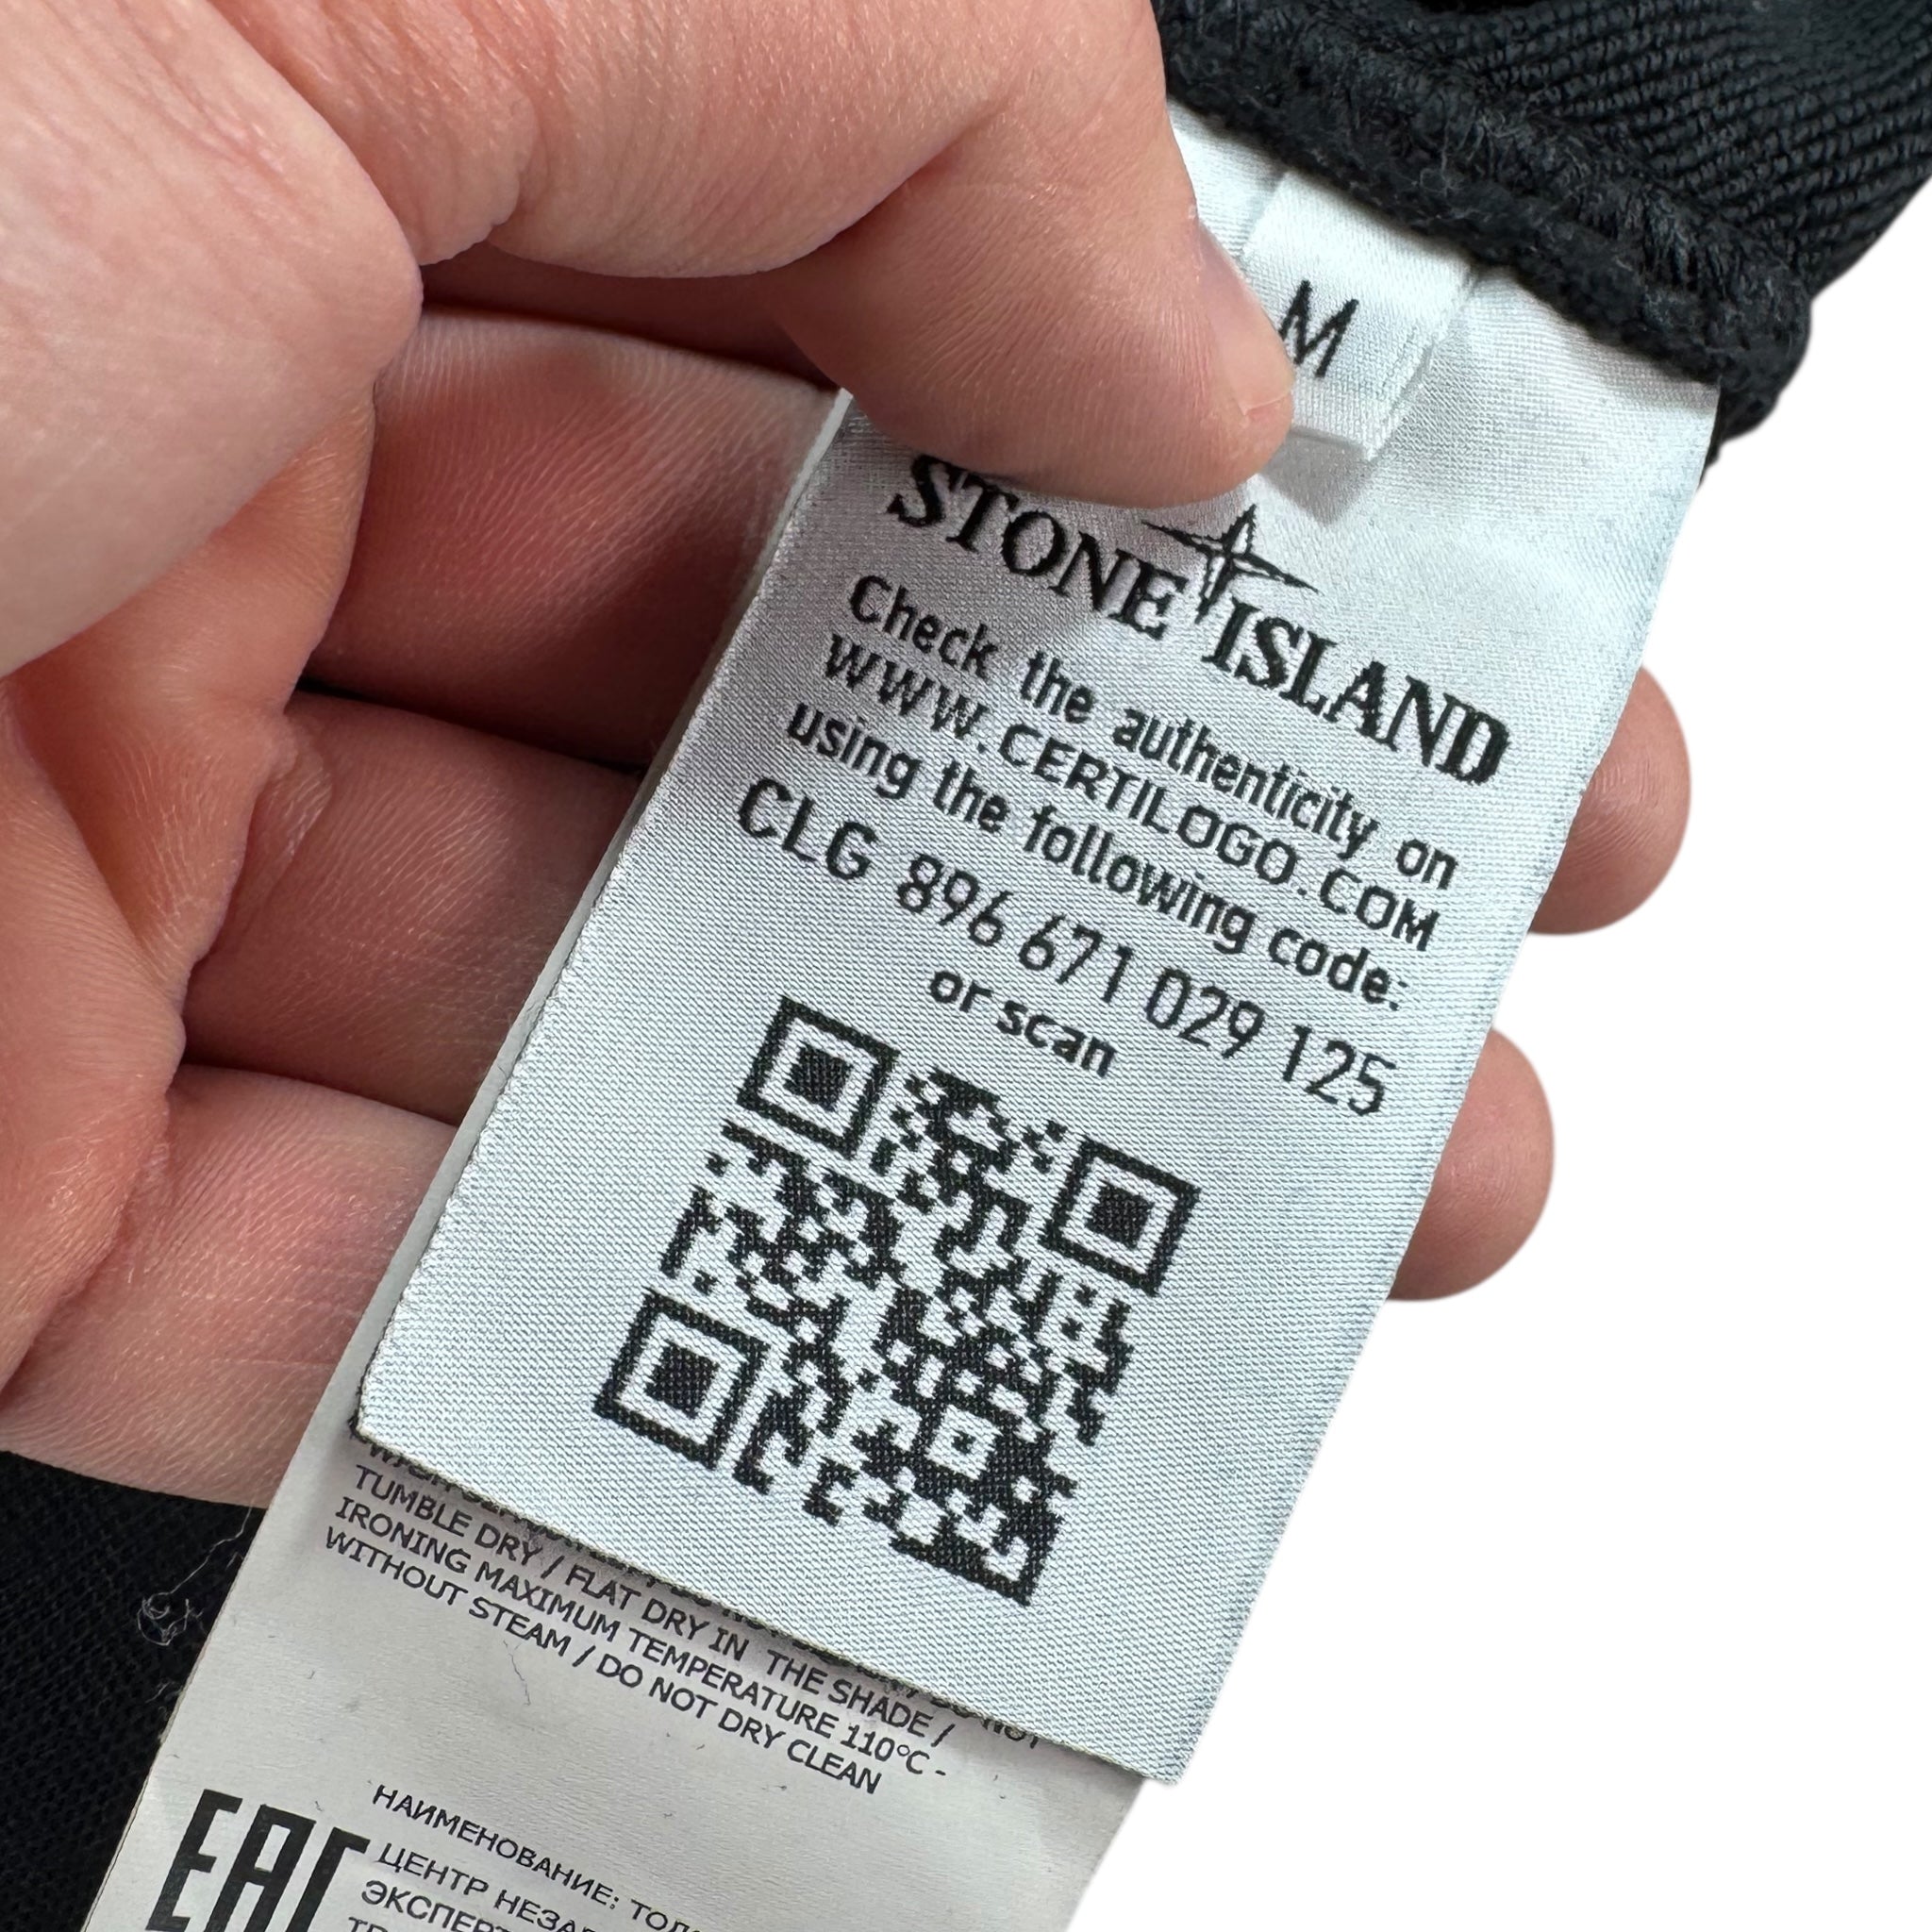 M
STONE ISLAND
Check the authenticity on
WWW.CERTILOGO.COM
using the following code:
CLG 896 671 029 125
or scan
TUMBLE DRY / FLAT DRY IN THE SHADE /
IRONING MAXIMUM TEMPERATURE 110°C -
WITHOUT STEAM / DO NOT DRY CLEAN
EAC
НАИМЕНОВАНИЕ:
ЦЕНТР